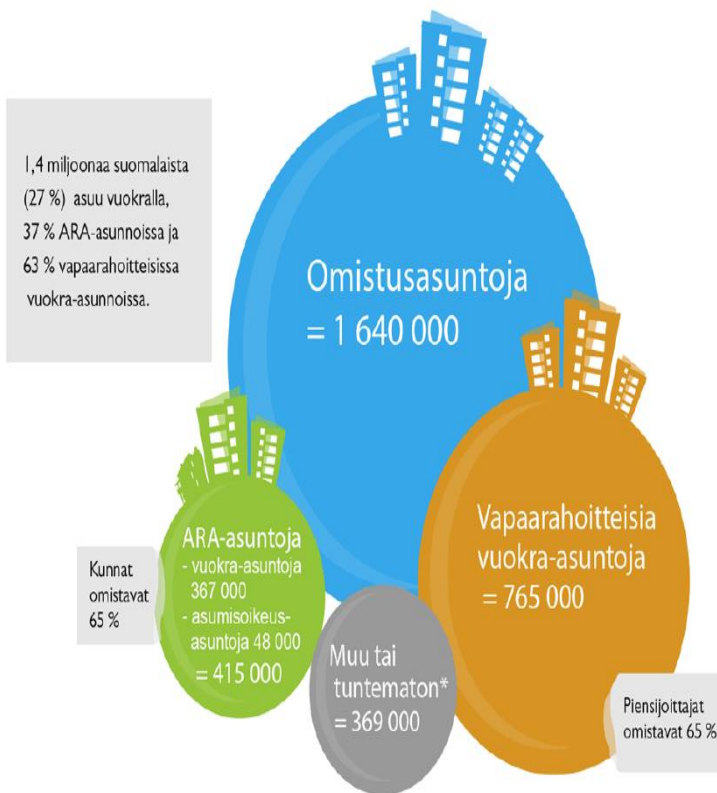 1,4 miljoonaa suomalaista
(27 %) asuu vuokralla,
37 % ARA-asunnoissa ja
63 % vapaarahoitteisissa
vuokra-asunnoissa.
Omistusasuntoja
= 1 640 000
Vapaarahoitteisia
vuokra-asuntoja
= 765 000
ARA-asuntoja
- vuokra-asuntoja
367 000
- asumisoikeus-
asuntoja 48 000
= 415 000
Kunnat
omistavat
65 %
Muu tai
tuntematon*
= 369 000
Piensijoittajat
omistavat 65 %